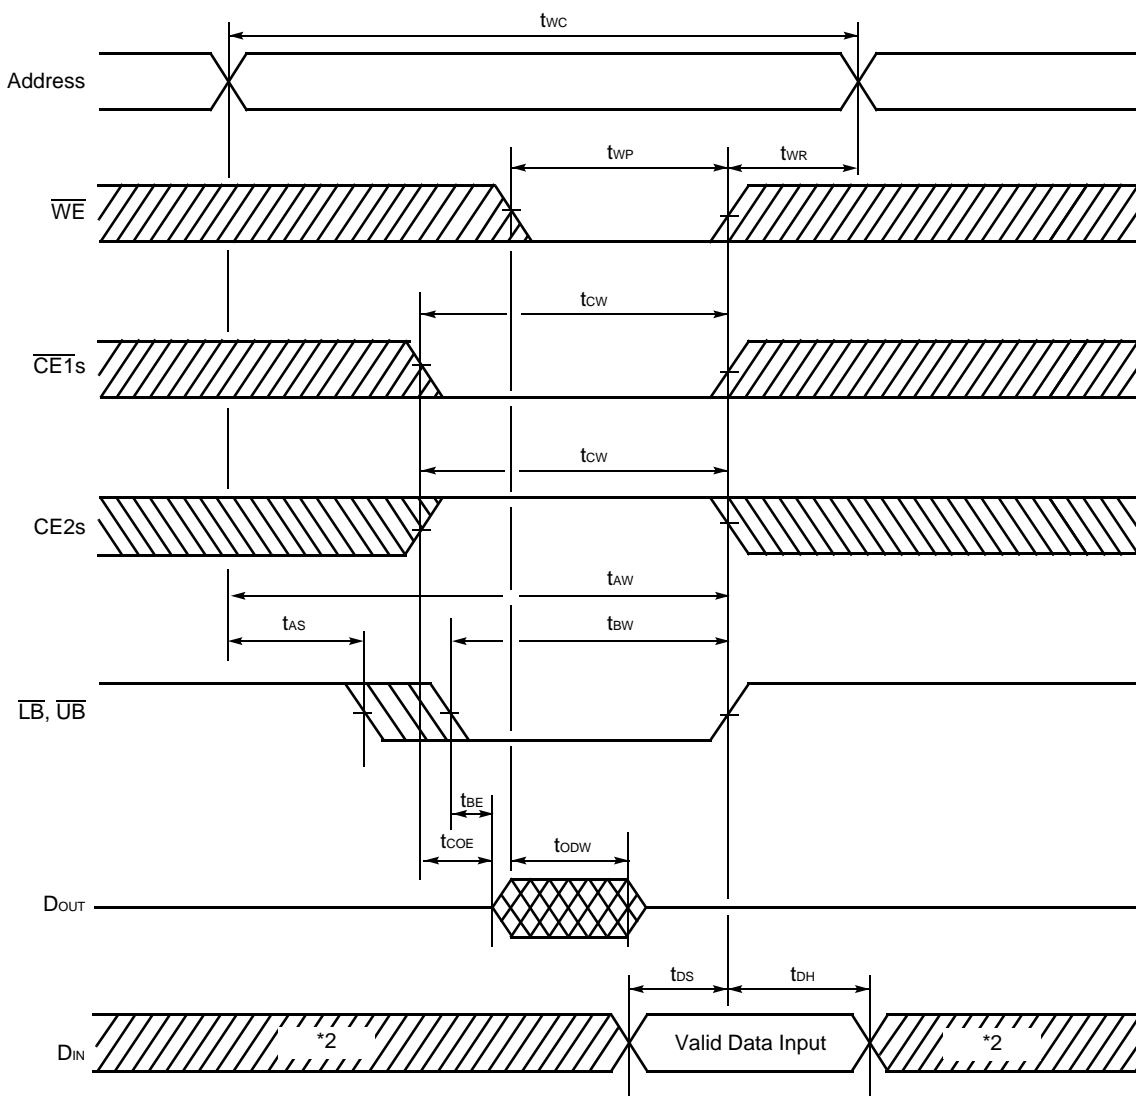 tWC
Address
tWP
tWR
WE
tCW
CE1s
tCW
CE2s
tAW
tAS
tBW
LB, UB
tBE
tCOE
tODW
DOUT
tDS
tDH
DIN
*2
Valid Data Input
*2